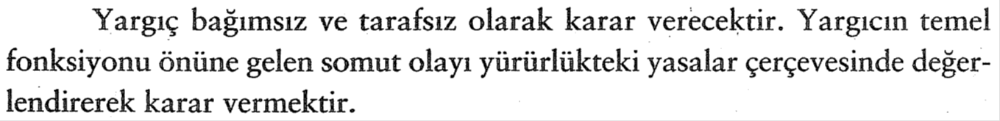 Yargıç bağımsız ve tarafsız olarak karar verecektir. Yargıcın temel
fonksiyonu önüne gelen somut olayı yürürlükteki yasalar çerçevesinde değer-
lendirerek karar vermektir.